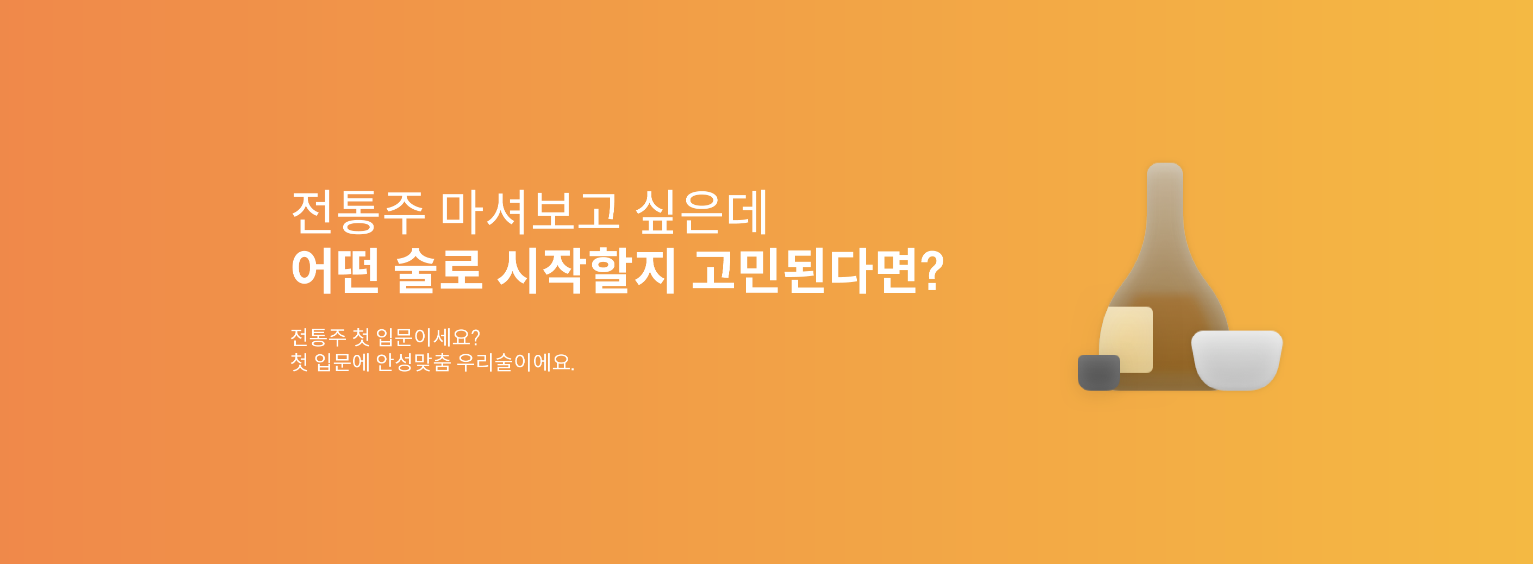 전통주 마셔보고 싶은데
어떤 술로 시작할지 고민된다면?
전통주 첫 입문이세요?
첫 입문에 안성맞춤 우리술이에요.